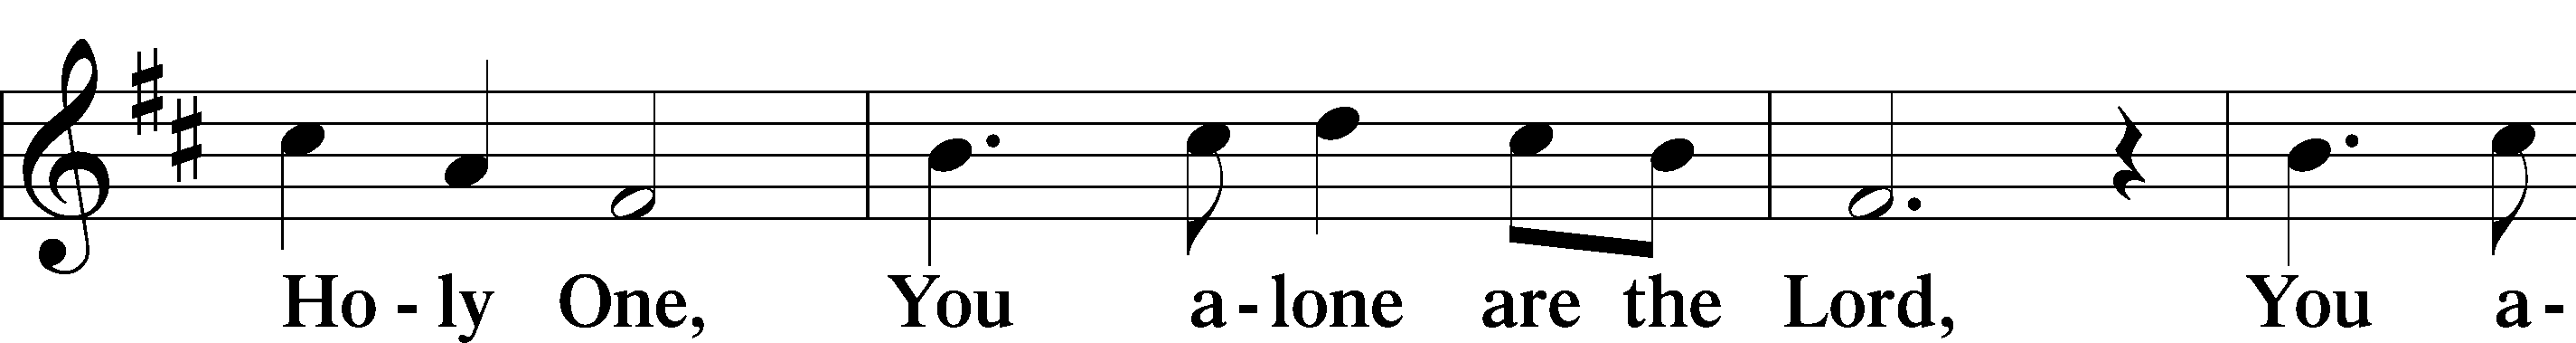 Ho - ly One, You a - lone are the Lord, You a -